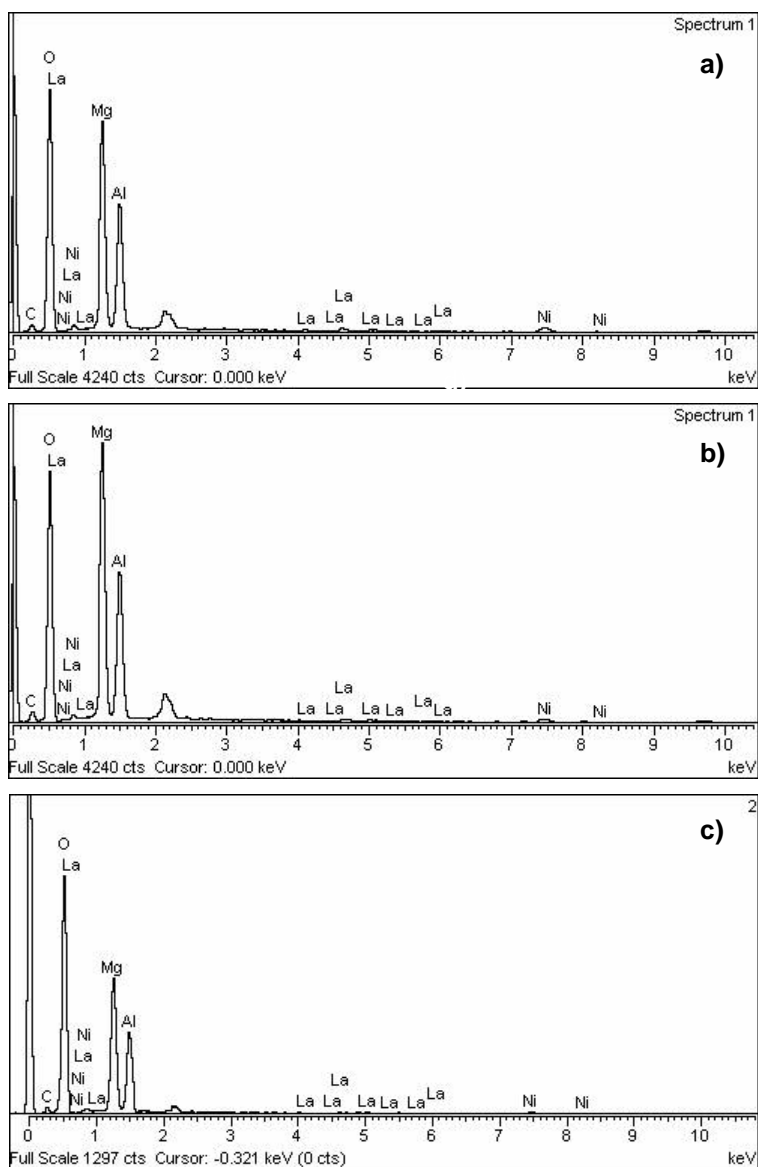 Spectrum 1
a)
O
La
Mg
Al
Ni
La
Ni
C Ni La
La
La La La La La La Ni Ni
0 1 2 3 4 5 6 7 8 9 10
Full Scale 4240 cts Cursor: 0.000 keV keV
Spectrum 1
b)
Mg
O
La
Al
Ni
La
Ni
C Ni La
La La
La La La La La Ni Ni
0 1 2 3 4 5 6 7 8 9 10
Full Scale 4240 cts Cursor: 0.000 keV keV
2
c)
O
La
Mg
Al
Ni
La
Ni
C Ni La
La La
La La La La La Ni Ni
0 1 2 3 4 5 6 7 8 9 10
Full Scale 1297 cts Cursor: -0.321 keV (0 cts) keV